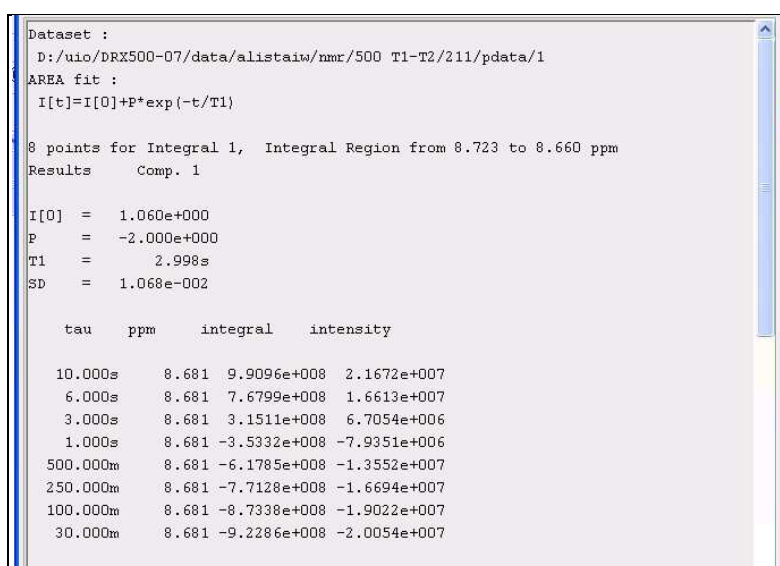 Dataset :
D:/uio/DRX500-07/data/alistaiw/nmr/500 T1-T2/211/pdata/1
AREA fit :
I[t]=I[0]+P*exp(-t/T1)
8 points for Integral 1,  Integral Region from 8.723 to 8.660 ppm
Results    Comp. 1
I[0]  =   1.060e+000
P     =   -2.000e+000
T1    =      2.998s
SD    =   1.068e-002
tau    ppm    integral    intensity
10.000s    8.681  9.9096e+008  2.1672e+007
6.000s    8.681  7.6799e+008  1.6613e+007
3.000s    8.681  3.1511e+008  6.7054e+006
1.000s    8.681 -3.5332e+008 -7.9351e+006
500.000m    8.681 -6.1785e+008 -1.3552e+007
250.000m    8.681 -7.7128e+008 -1.6694e+007
100.000m    8.681 -8.7338e+008 -1.9022e+007
30.000m    8.681 -9.2286e+008 -2.0054e+007